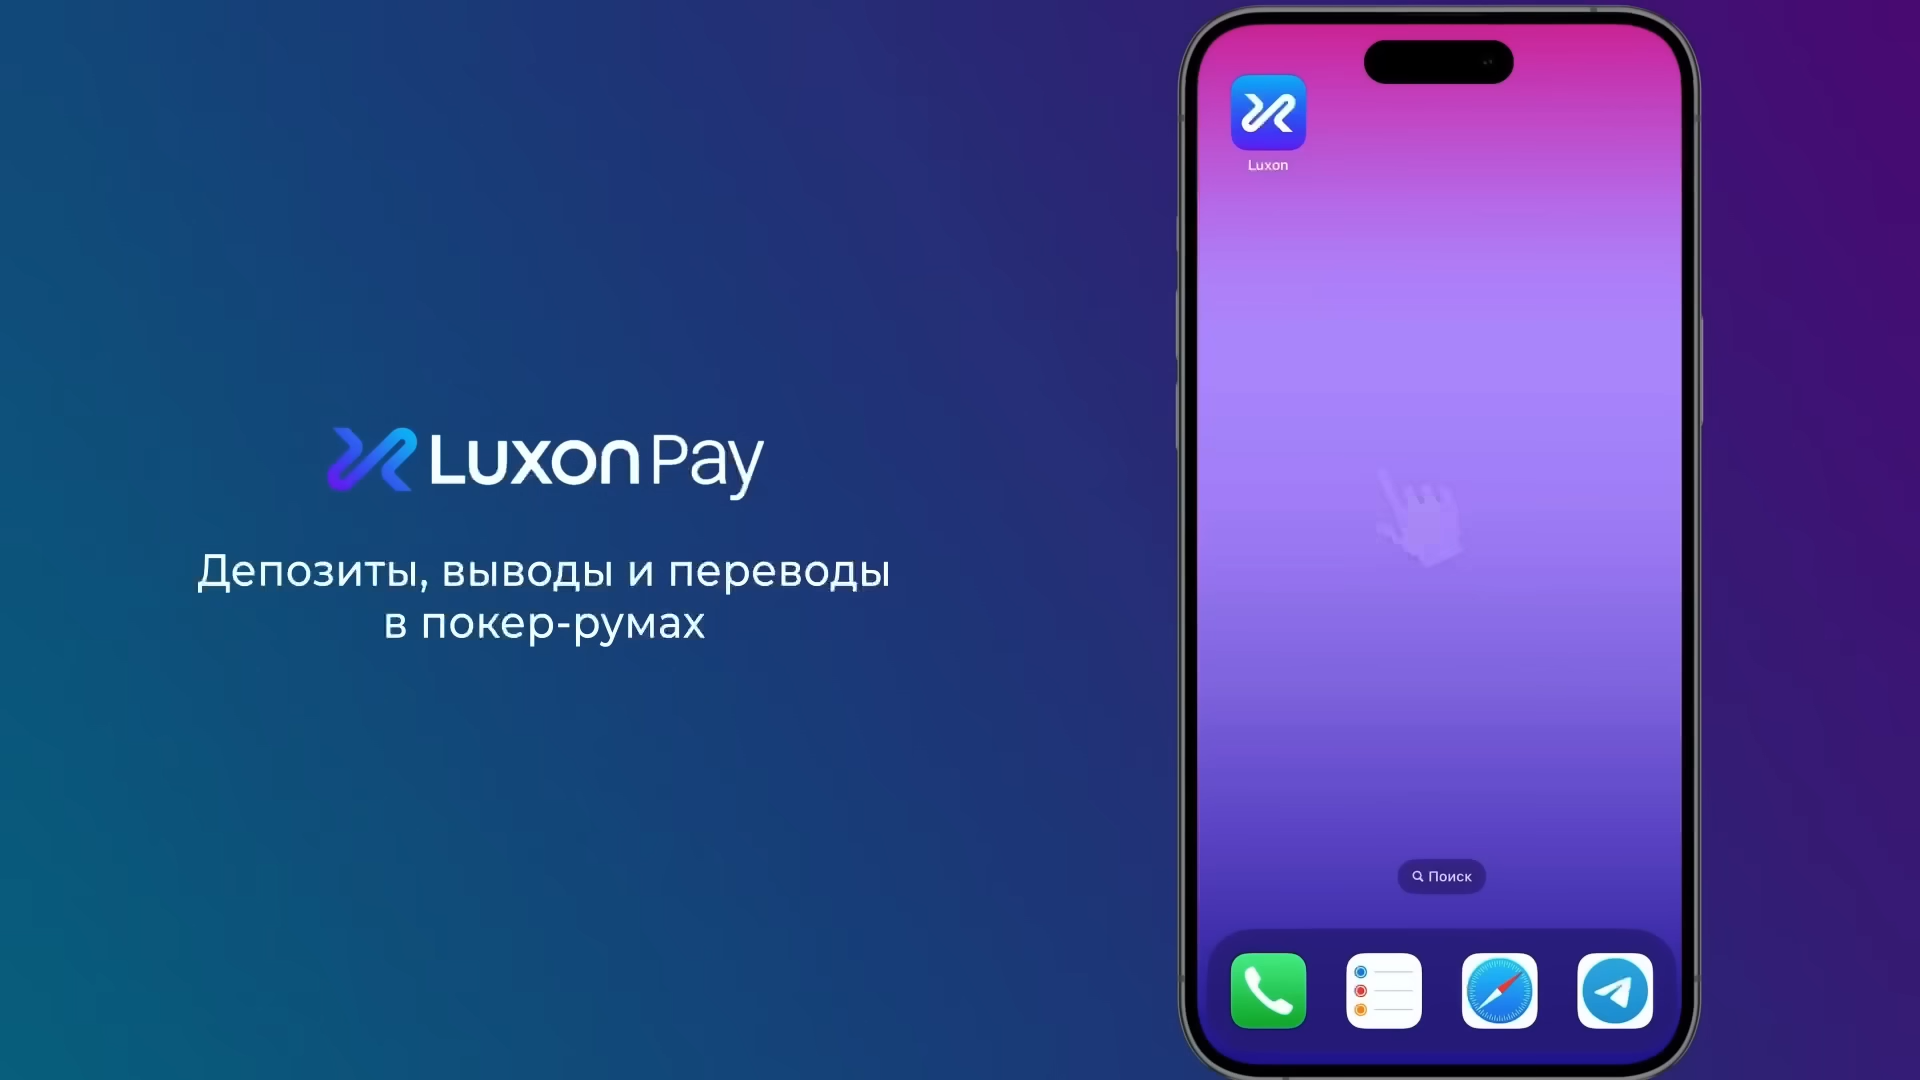 Luxon Pay
Депозиты, выводы и переводы
в покер-румах
Luxon
Поиск